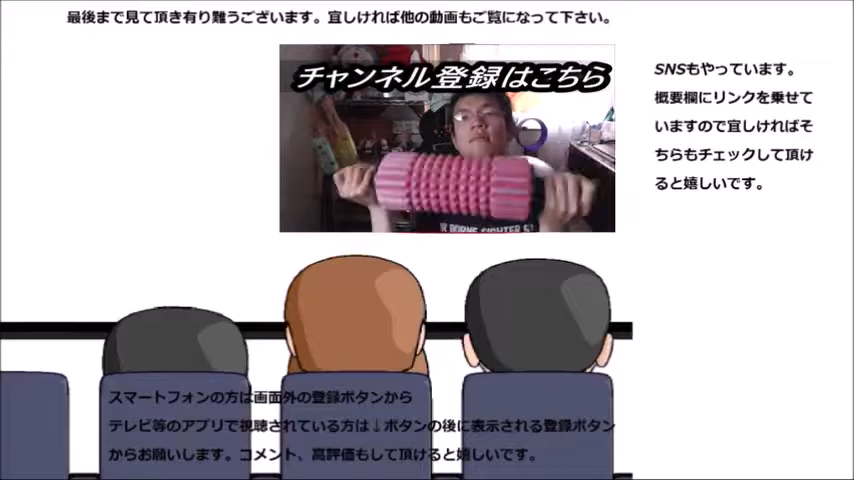 最後まで見て頂き有り難うございます。宜しければ他の動画もご覧になって下さい。
チャンネル登録はこちら
SNSもやっています。
概要欄にリンクを乗せて
いますので宜しければそ
ちらもチェックして頂け
ると嬉しいです。
スマートフォンの方は画面外の登録ボタンから
テレビ等のアプリで視聴されている方は↓ボタンの後に表示される登録ボタン
からお願いします。コメント、高評価もして頂けると嬉しいです。